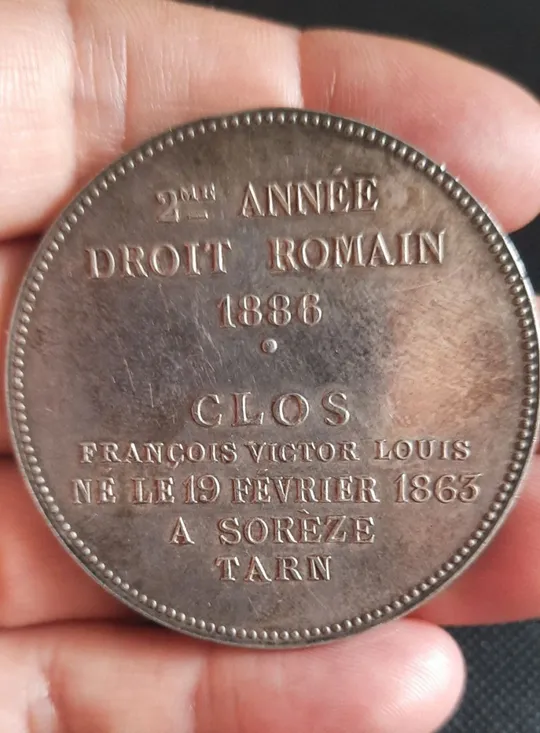 2ME ANNÉE
DROIT ROMAIN
1886
CLOS
FRANÇOIS VICTOR LOUIS
NÉ LE 19 FÉVRIER 1863
A SORÈZE
TARN